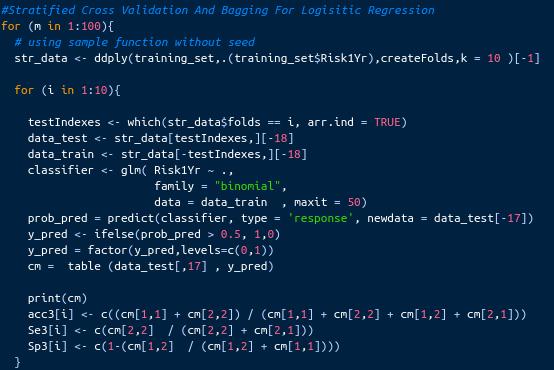 #Stratified Cross Validation And Bagging For Logisitic Regression
for (m in 1:100){
# using sample function without seed
str_data <- ddply(training_set,.(training_set$Risk1Yr),createFolds,k = 10 )[-1]
for (i in 1:10){
testIndexes <- which(str_data$folds == i, arr.ind = TRUE)
data_test <- str_data[testIndexes,][-18]
data_train <- str_data[-testIndexes,][-18]
classifier <- glm( Risk1Yr ~ .,
family = "binomial",
data = data_train  , maxit = 50)
prob_pred = predict(classifier, type = 'response', newdata = data_test[-17])
y_pred <- ifelse(prob_pred > 0.5, 1,0)
y_pred = factor(y_pred,levels=c(0,1))
cm =  table (data_test[,17] , y_pred)
print(cm)
acc3[i] <- c((cm[1,1] + cm[2,2]) / (cm[1,1] + cm[2,2] + cm[1,2] + cm[2,1]))
Se3[i] <- c(cm[2,2]  / (cm[2,2] + cm[2,1]))
Sp3[i] <- c(1-(cm[1,2]  / (cm[1,2] + cm[1,1])))
}